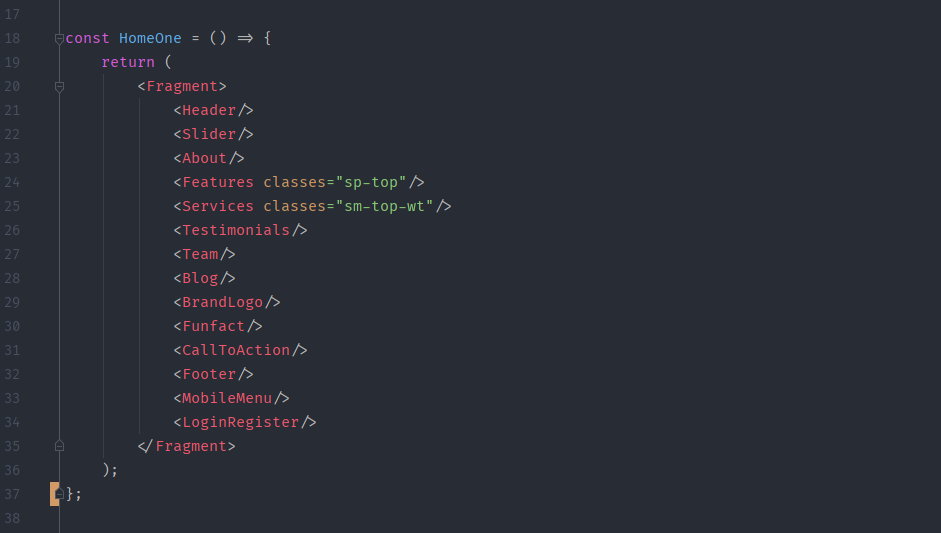 17
18 const HomeOne = () => {
19     return (
20         <Fragment>
21             <Header/>
22             <Slider/>
23             <About/>
24             <Features classes="sp-top"/>
25             <Services classes="sm-top-wt"/>
26             <Testimonials/>
27             <Team/>
28             <Blog/>
29             <BrandLogo/>
30             <Funfact/>
31             <CallToAction/>
32             <Footer/>
33             <MobileMenu/>
34             <LoginRegister/>
35         </Fragment>
36     );
37 };
38